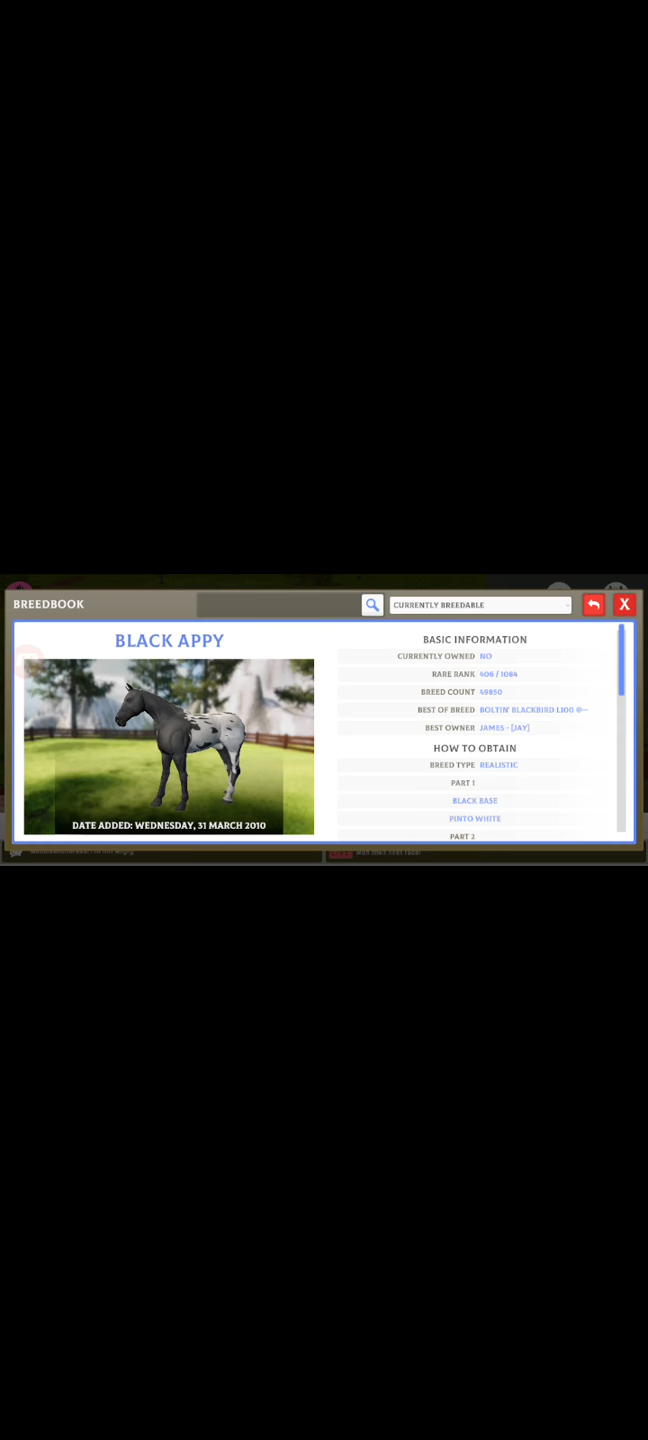 BREEDBOOK
CURRENTLY BREEDABLE
X
BLACK APPY
DATE ADDED: WEDNESDAY, 31 MARCH 2010
BASIC INFORMATION
CURRENTLY OWNED NO
RARE RANK 406 / 1084
BREED COUNT 49850
BEST OF BREED BOLTIN' BLACKBIRD L100
BEST OWNER JAMES - [JAY]
HOW TO OBTAIN
BREED TYPE REALISTIC
PART 1
BLACK BASE
PINTO WHITE
PART 2